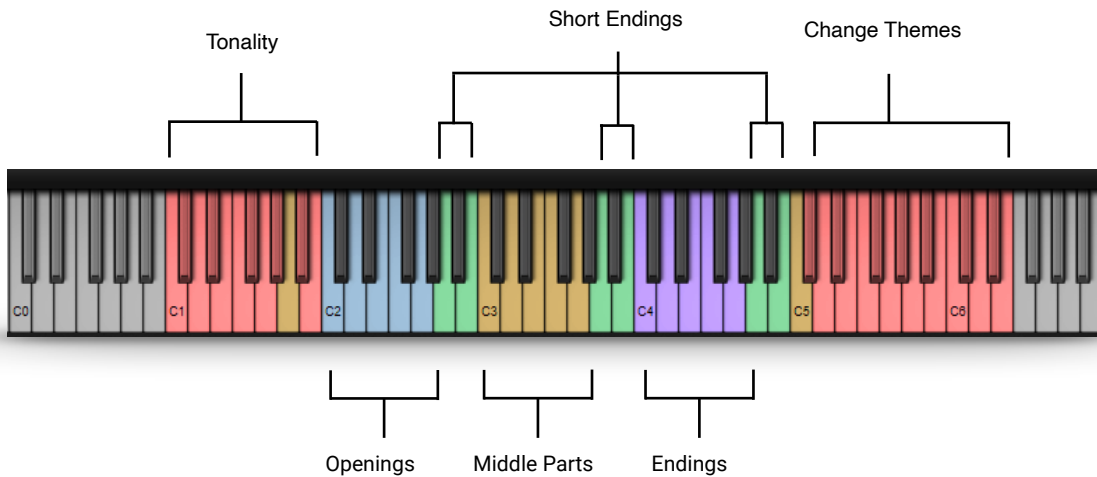 Short Endings
Change Themes
Tonality
C0
C1
C2
C3
C4
C5
C6
Openings
Middle Parts
Endings